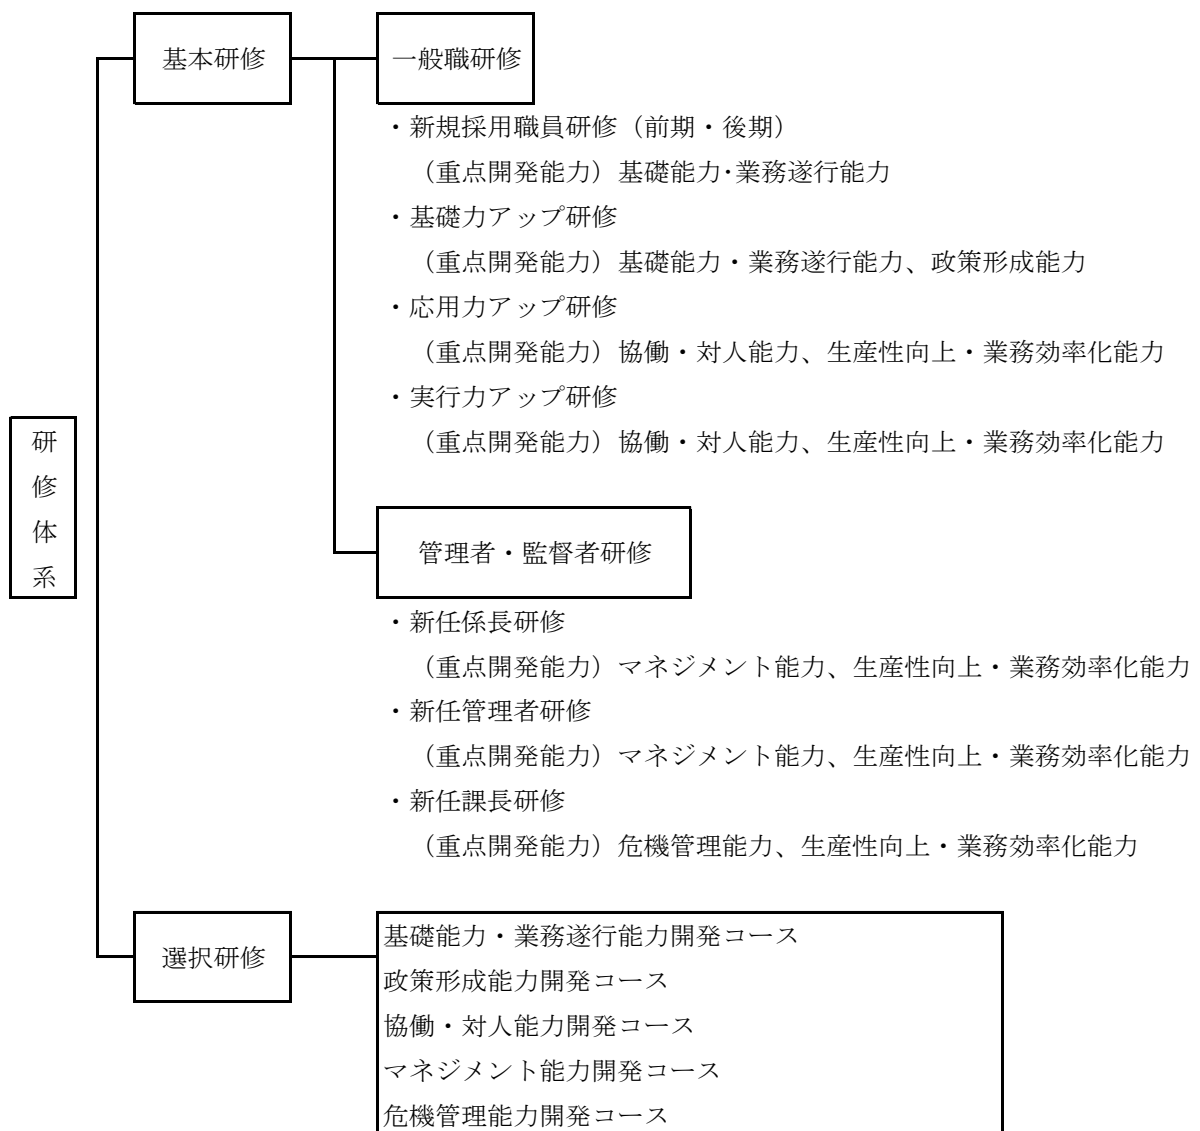 研修体系
基本研修
一般職研修
・新規採用職員研修（前期・後期）
（重点開発能力）基礎能力･業務遂行能力
・基礎力アップ研修
（重点開発能力）基礎能力・業務遂行能力、政策形成能力
・応用力アップ研修
（重点開発能力）協働・対人能力、生産性向上・業務効率化能力
・実行力アップ研修
（重点開発能力）協働・対人能力、生産性向上・業務効率化能力
管理者・監督者研修
・新任係長研修
（重点開発能力）マネジメント能力、生産性向上・業務効率化能力
・新任管理者研修
（重点開発能力）マネジメント能力、生産性向上・業務効率化能力
・新任課長研修
（重点開発能力）危機管理能力、生産性向上・業務効率化能力
選択研修
基礎能力・業務遂行能力開発コース
政策形成能力開発コース
協働・対人能力開発コース
マネジメント能力開発コース
危機管理能力開発コース